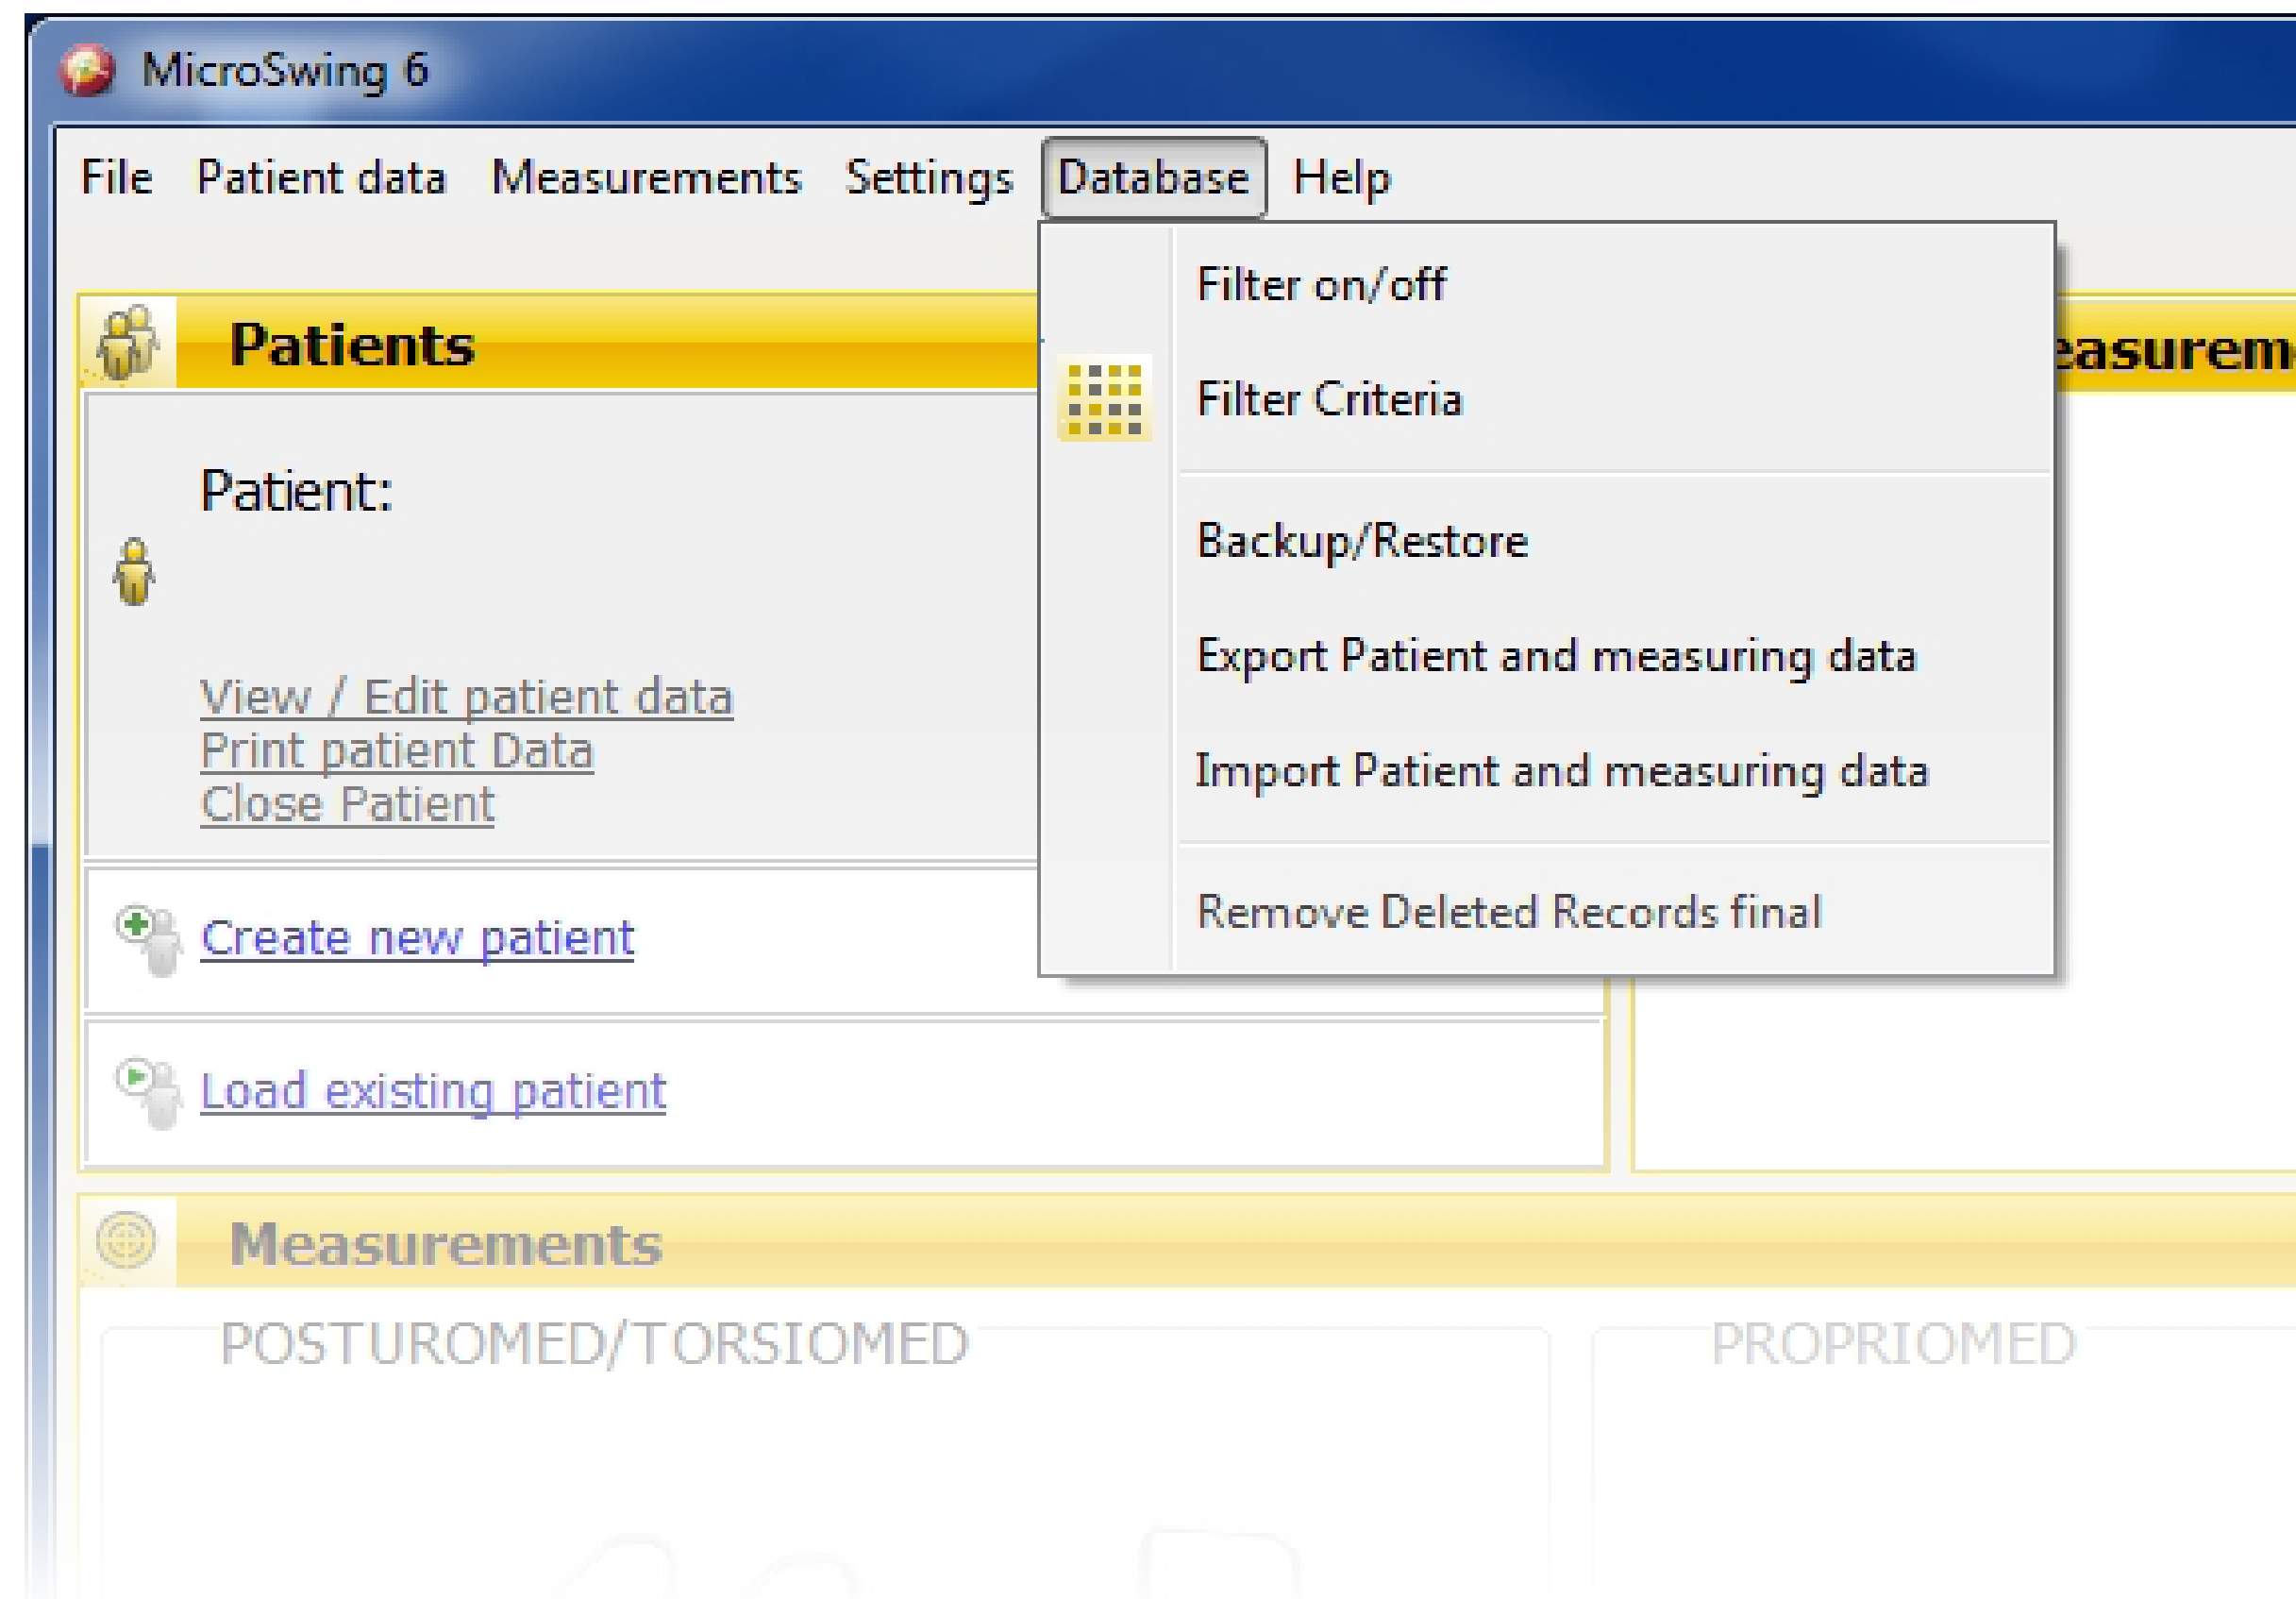 MicroSwing 6
File Patient data Measurements Settings Database Help
Filter on/off
Filter Criteria
Backup/Restore
Export Patient and measuring data
Import Patient and measuring data
Remove Deleted Records final
Patients
Patient:
View / Edit patient data
Print patient Data
Close Patient
Create new patient
Load existing patient
Measurements
POSTUROMED/TORSIOMED
PROPRIOMED